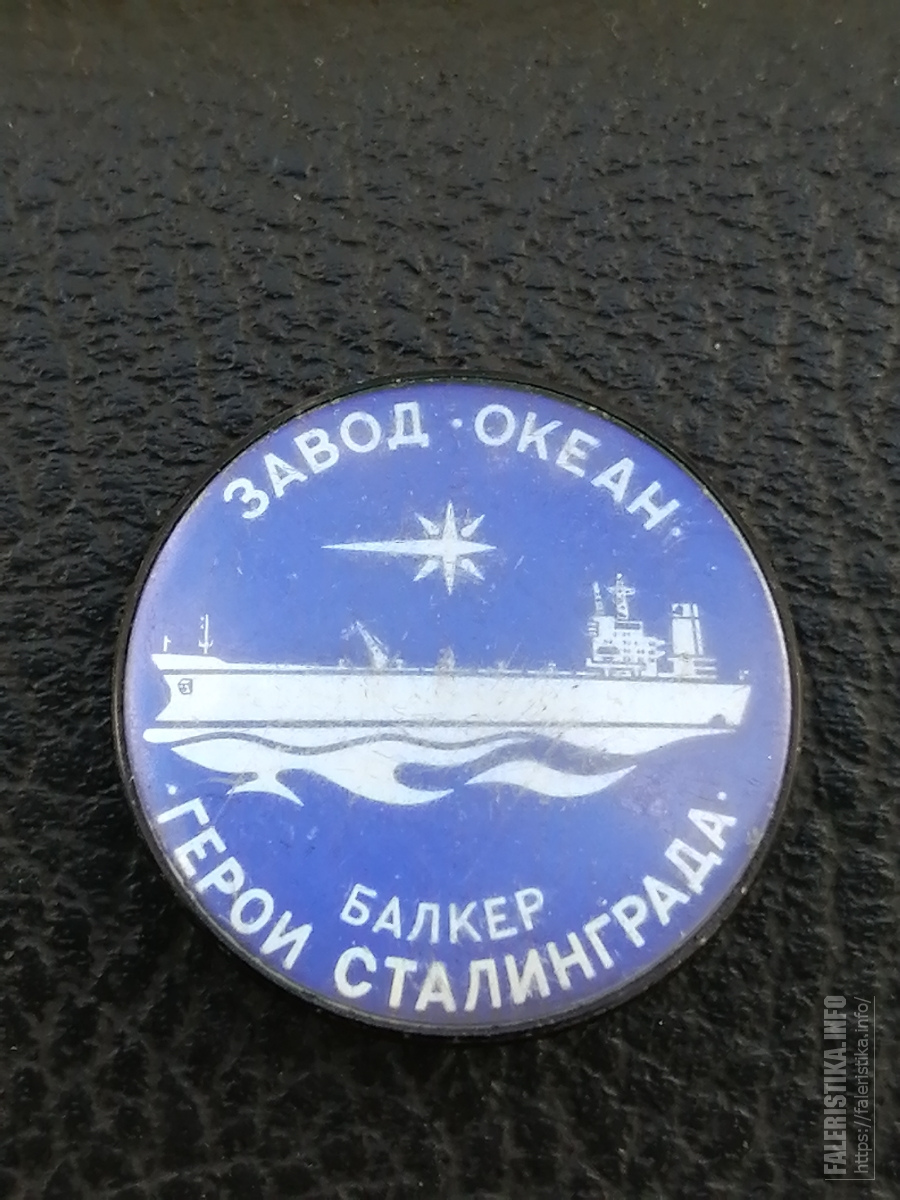 ЗАВОД · ОКЕАН ·
БАЛКЕР
· ГЕРОИ СТАЛИНГРАДА ·
FALERISTIKA.INFO
https://faleristika.info/